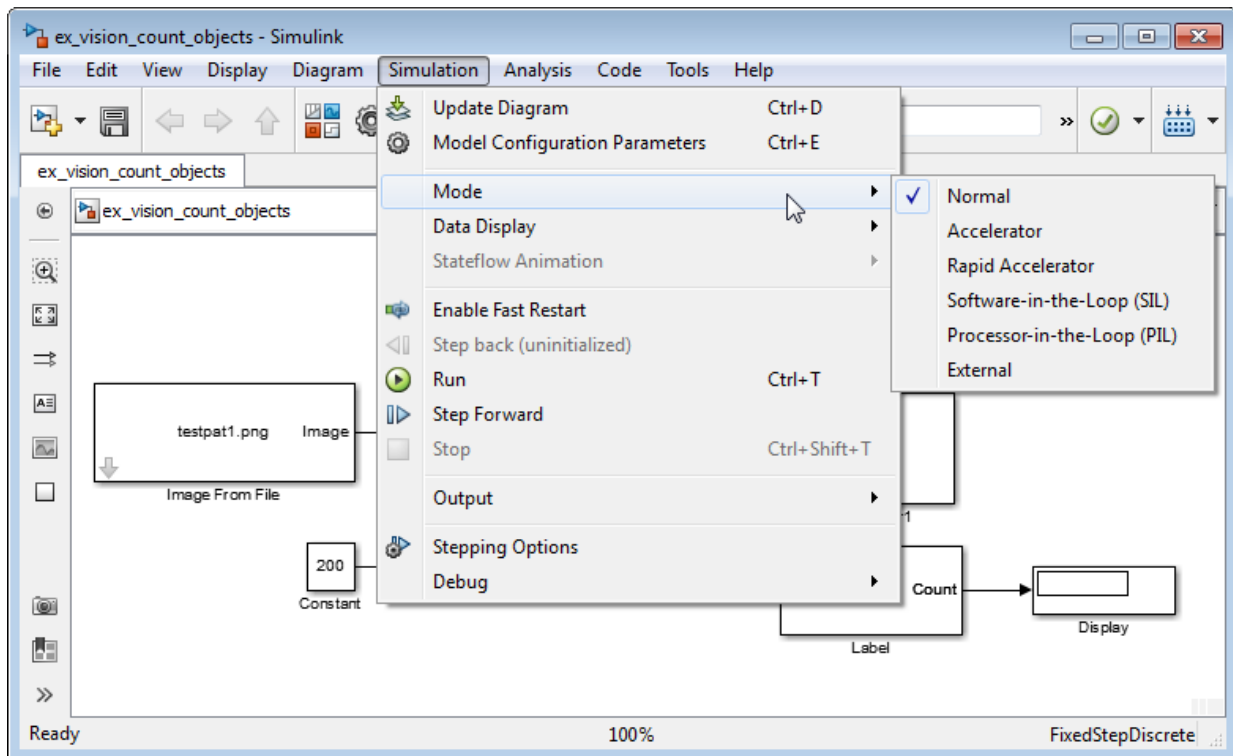 ex_vision_count_objects - Simulink
File Edit View Display Diagram Simulation Analysis Code Tools Help
Update Diagram Ctrl+D
Model Configuration Parameters Ctrl+E
ex_vision_count_objects
ex_vision_count_objects
Mode
Data Display
Stateflow Animation
Enable Fast Restart
Step back (uninitialized)
Run Ctrl+T
Step Forward
Stop Ctrl+Shift+T
Output
Stepping Options
Debug
Normal
Accelerator
Rapid Accelerator
Software-in-the-Loop (SIL)
Processor-in-the-Loop (PIL)
External
testpat1.png Image
Image From File
200
Constant
Count
Label
Display
Ready 100% FixedStepDiscrete